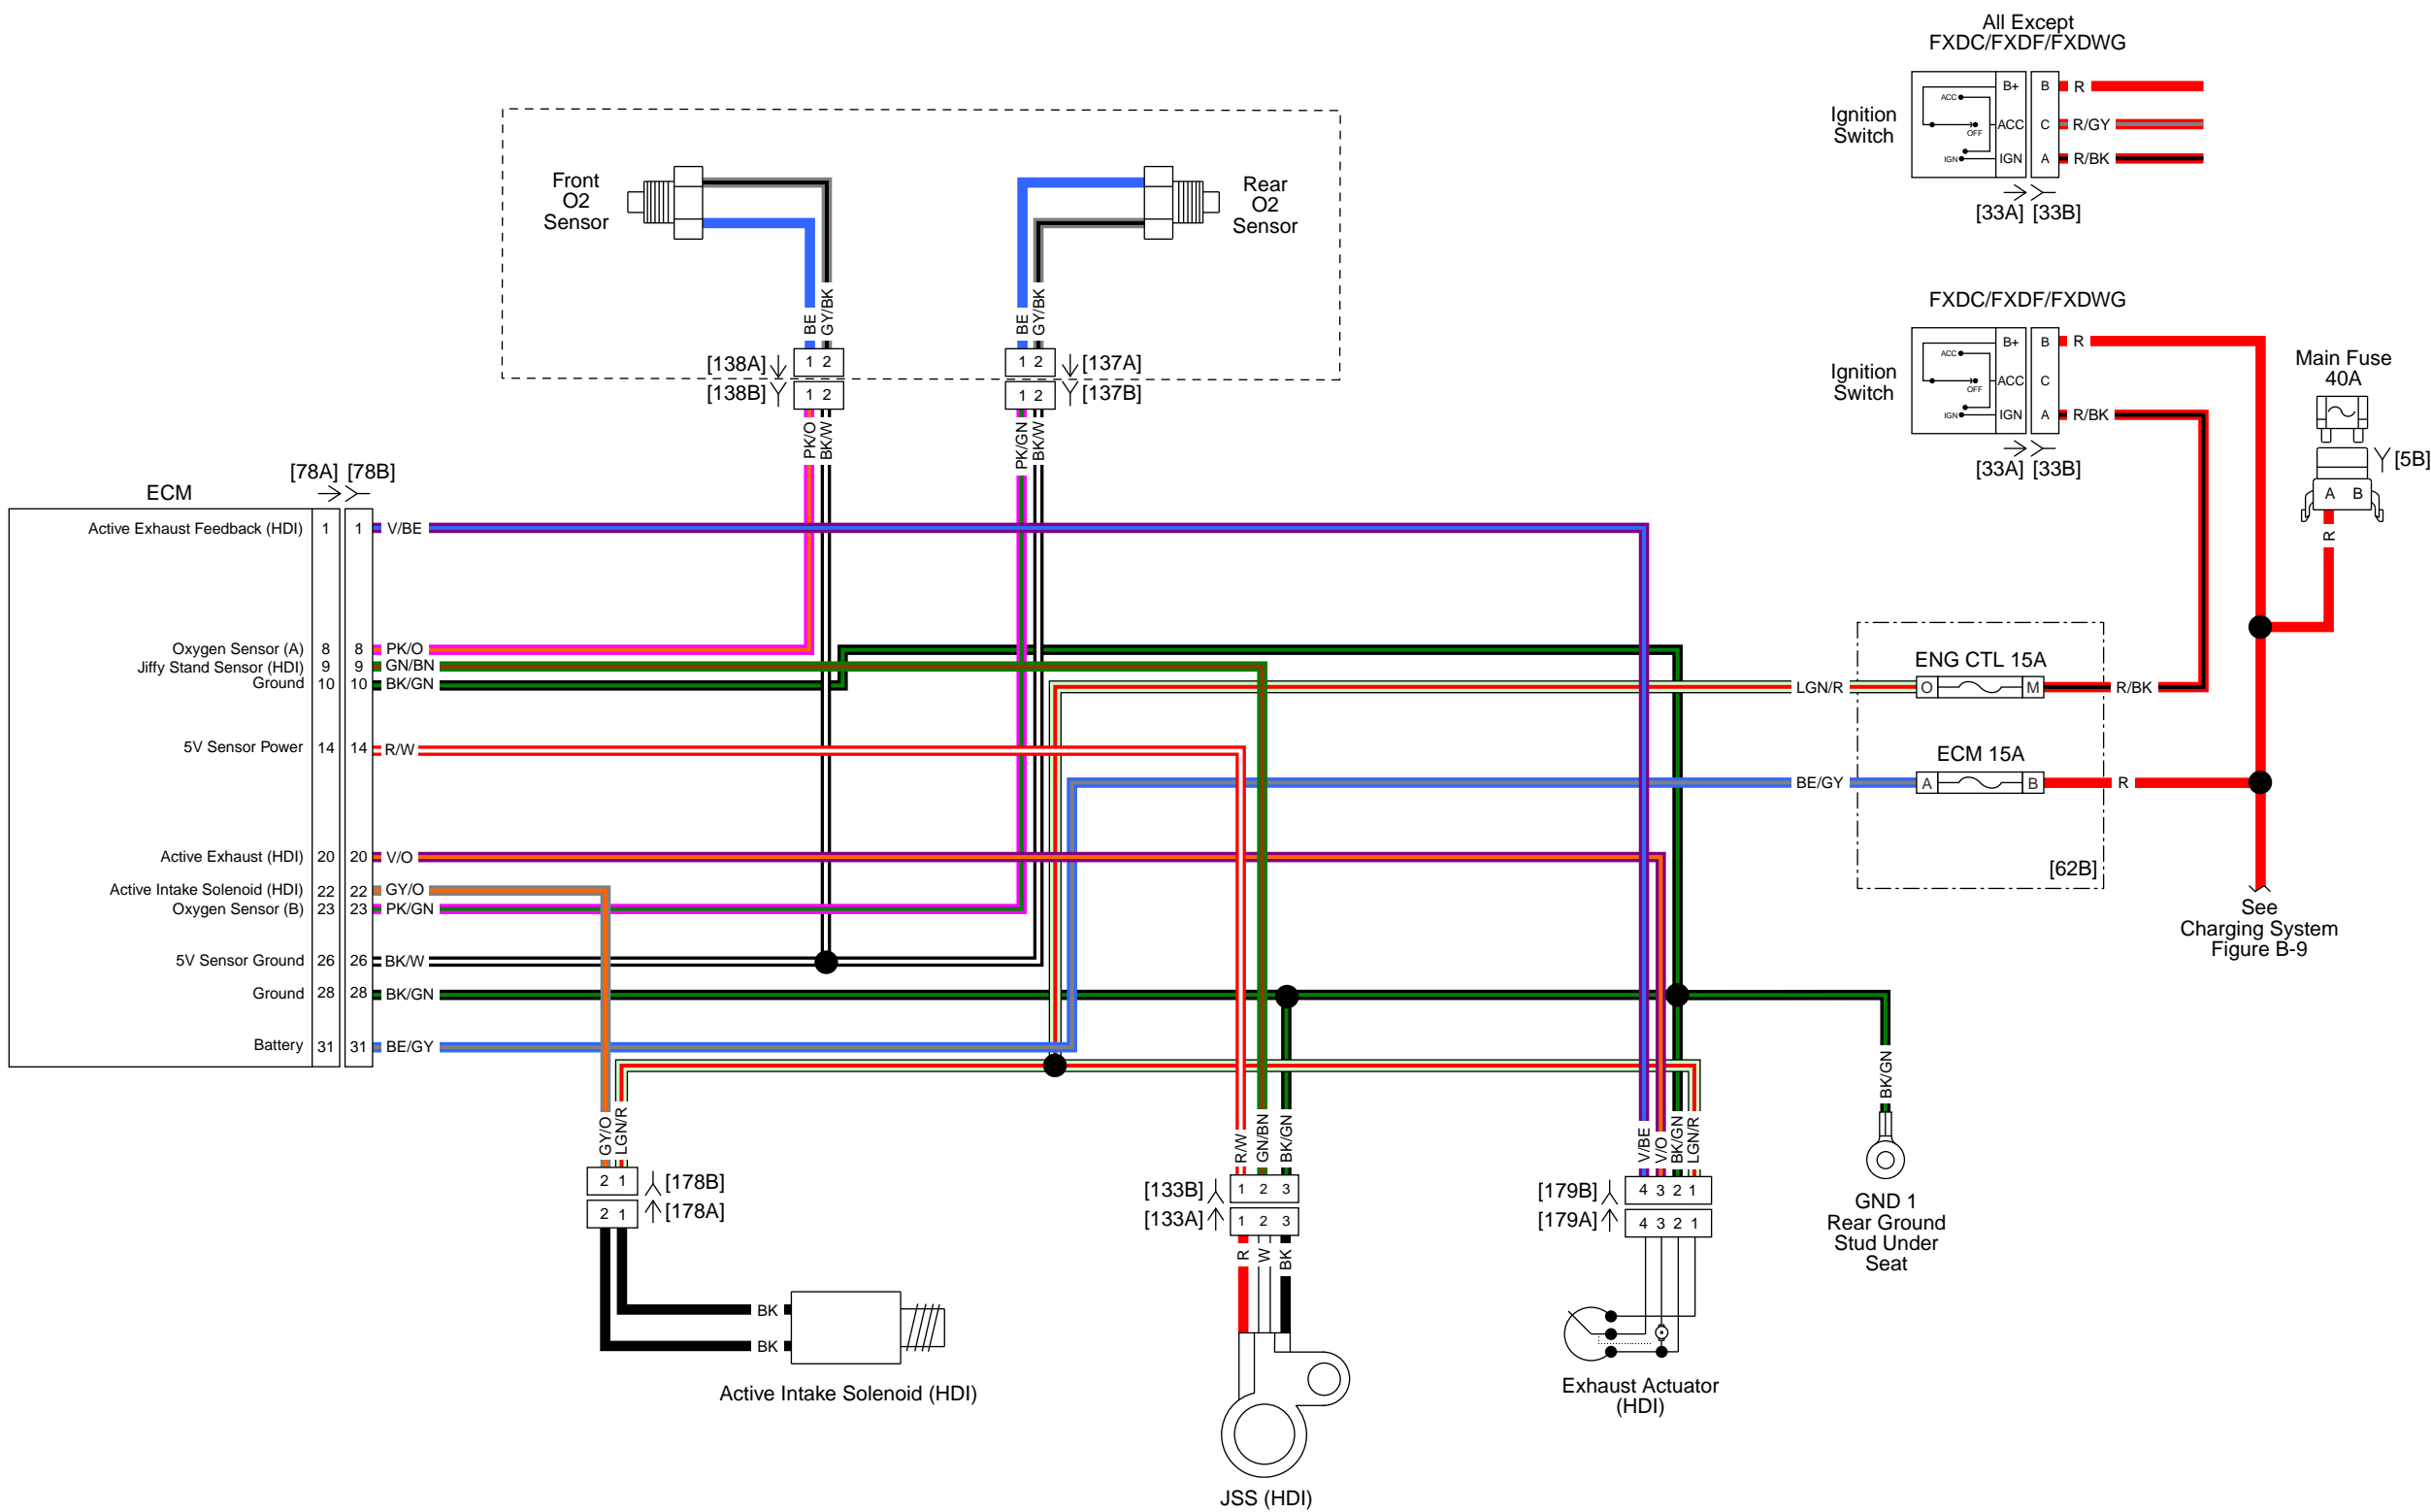 All Except
FXDC/FXDF/FXDWG
Ignition
Switch
ACC
OFF
IGN
B+
ACC
IGN
B
C
A
R
R/GY
R/BK
[33A] [33B]
Front
O2
Sensor
Rear
O2
Sensor
BE
GY/BK
BE
GY/BK
[138A]
1 2
1 2
[137A]
[138B]
1 2
1 2
[137B]
PK/O
BK/W
PK/GN
BK/W
FXDC/FXDF/FXDWG
Ignition
Switch
ACC
OFF
IGN
B+
ACC
IGN
B
C
A
R
R/BK
[33A] [33B]
Main Fuse
40A
[5B]
A B
R
[78A] [78B]
ECM
Active Exhaust Feedback (HDI) 1 1 V/BE
Oxygen Sensor (A) 8 8 PK/O
Jiffy Stand Sensor (HDI) 9 9 GN/BN
Ground 10 10 BK/GN
5V Sensor Power 14 14 R/W
Active Exhaust (HDI) 20 20 V/O
Active Intake Solenoid (HDI) 22 22 GY/O
Oxygen Sensor (B) 23 23 PK/GN
5V Sensor Ground 26 26 BK/W
Ground 28 28 BK/GN
Battery 31 31 BE/GY
ENG CTL 15A
LGN/R O M R/BK
ECM 15A
BE/GY A B R
[62B]
See
Charging System
Figure B-9
GY/O
LGN/R
2 1 [178B]
2 1 [178A]
BK
BK
Active Intake Solenoid (HDI)
R/W
GN/BN
BK/GN
[133B] 1 2 3
[133A] 1 2 3
R
W
BK
JSS (HDI)
V/BE
V/O
BK/GN
LGN/R
[179B] 4 3 2 1
[179A] 4 3 2 1
Exhaust Actuator
(HDI)
BK/GN
GND 1
Rear Ground
Stud Under
Seat